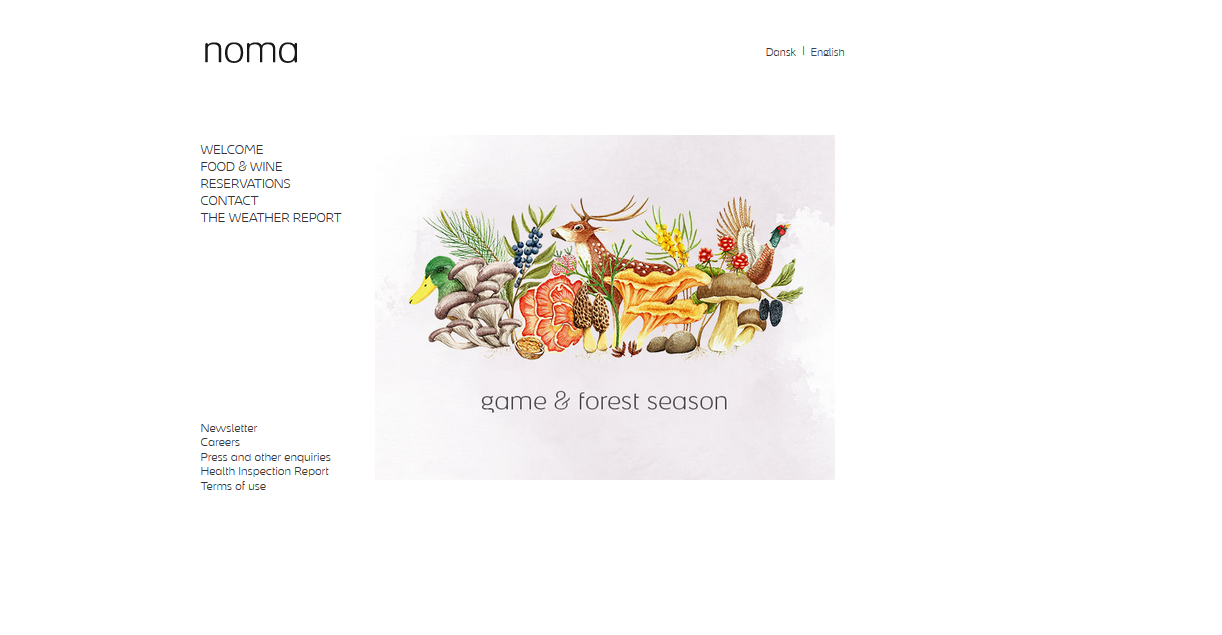 noma
Dansk | English
WELCOME
FOOD & WINE
RESERVATIONS
CONTACT
THE WEATHER REPORT
game & forest season
Newsletter
Careers
Press and other enquiries
Health Inspection Report
Terms of use